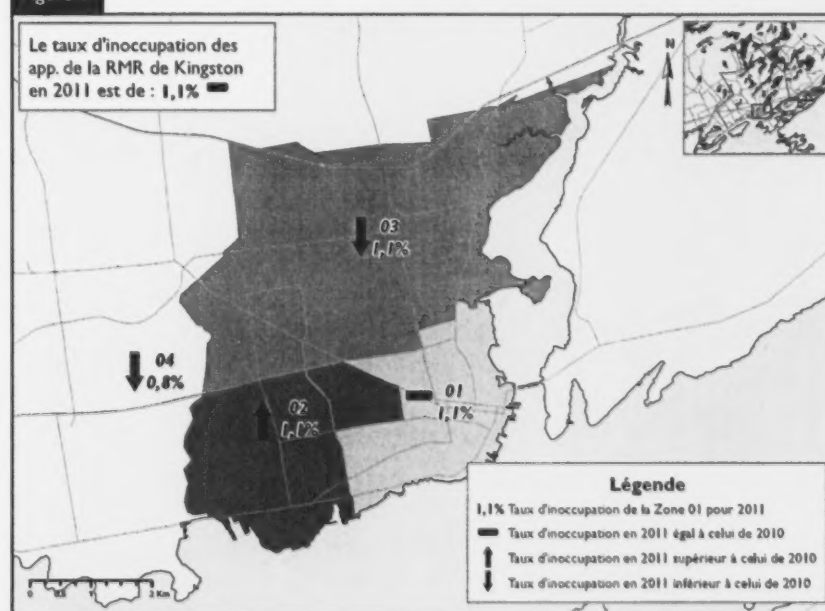 Le taux d'inoccupation des
app. de la RMR de Kingston
en 2011 est de : 1,1%
N
03
1,1%
04
0,8%
01
1,1%
02
1,1%
Légende
1,1% Taux d'inoccupation de la Zone 01 pour 2011
Taux d'inoccupation en 2011 égal à celui de 2010
Taux d'inoccupation en 2011 supérieur à celui de 2010
Taux d'inoccupation en 2011 inférieur à celui de 2010
2 Km